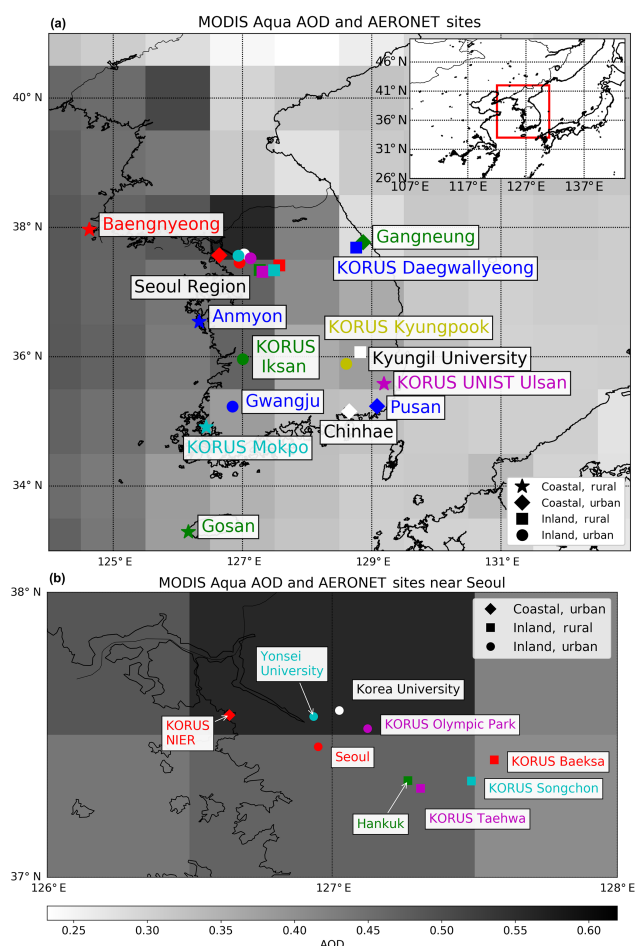 (a)
MODIS Aqua AOD and AERONET sites
46° N
41° N
36° N
31° N
26° N
107° E 117° E 127° E 137° E
40° N
38° N
36° N
34° N
Baengnyeong
Gangneung
KORUS Daegwallyeong
Seoul Region
Anmyon
KORUS Kyungpook
KORUS
Iksan
Kyungil University
KORUS UNIST Ulsan
Gwangju
Pusan
Chinhae
KORUS Mokpo
Gosan
Coastal, rural
Coastal, urban
Inland, rural
Inland, urban
125° E 127° E 129° E 131° E
(b)
MODIS Aqua AOD and AERONET sites near Seoul
38° N
Coastal, urban
Inland, rural
Inland, urban
Yonsei
University
Korea University
KORUS
NIER
KORUS Olympic Park
Seoul
KORUS Baeksa
KORUS Songchon
Hankuk
KORUS Taehwa
37° N
126° E 127° E 128° E
0.25 0.30 0.35 0.40 0.45 0.50 0.55 0.60
AOD